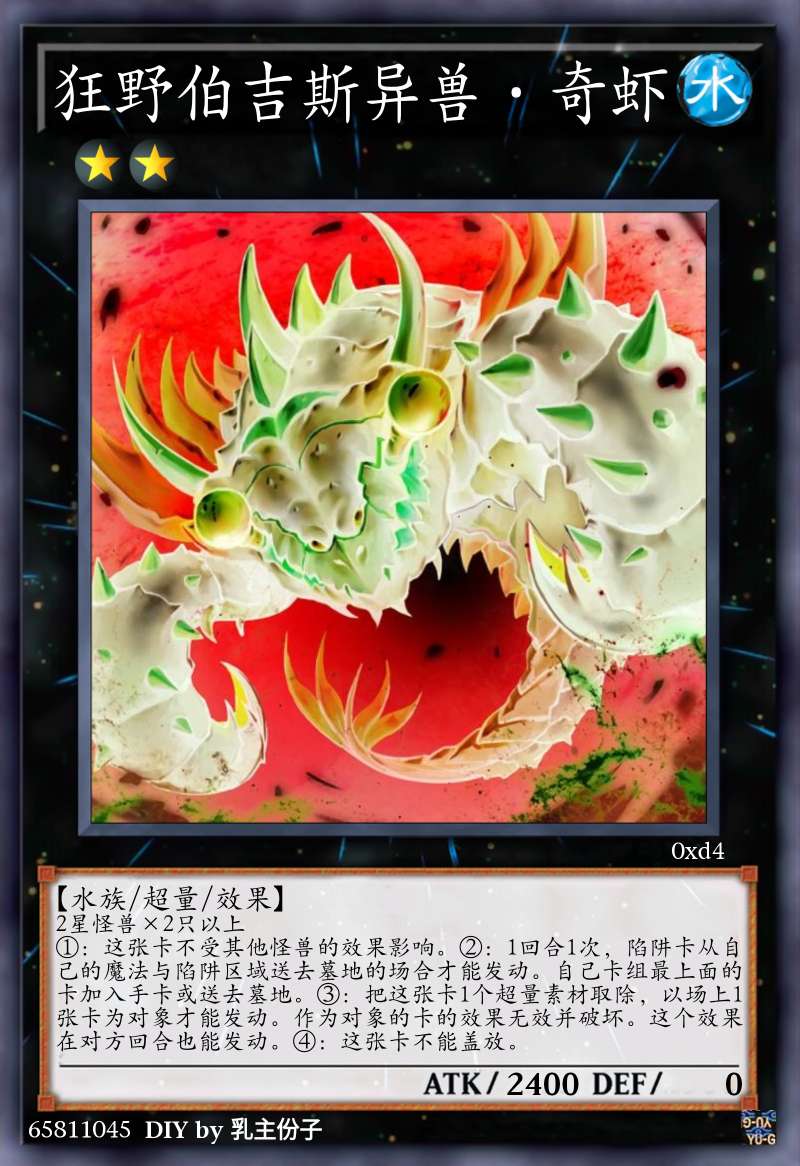 狂野伯吉斯异兽·奇虾
水
0xd4
【水族/超量/效果】
2星怪兽×2只以上
①：这张卡不受其他怪兽的效果影响。②：1回合1次，陷阱卡从自
己的魔法与陷阱区域送去墓地的场合才能发动。自己卡组最上面的
卡加入手卡或送去墓地。③：把这张卡1个超量素材取除，以场上1
张卡为对象才能发动。作为对象的卡的效果无效并破坏。这个效果
在对方回合也能发动。④：这张卡不能盖放。
ATK/ 2400 DEF/ 0
65811045 DIY by 乳主份子
YU-G
YU-G